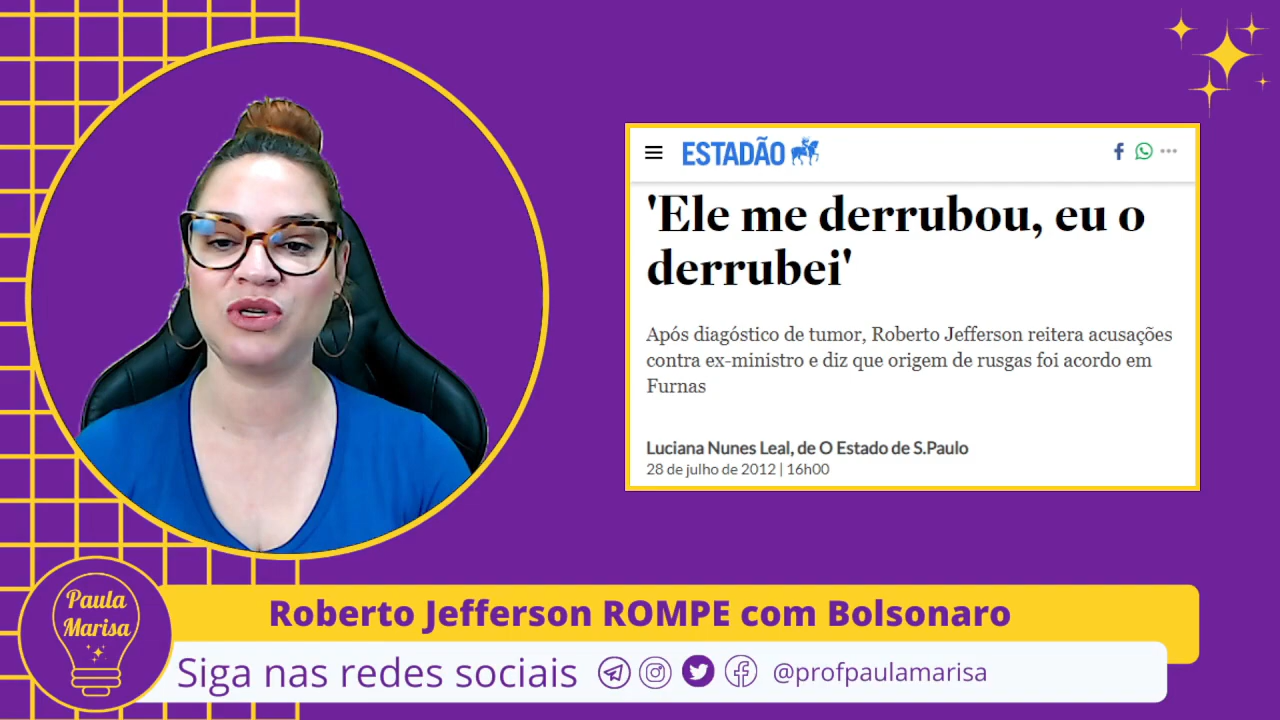 ESTADÃO
'Ele me derrubou, eu o
derrubei'
Após diagóstico de tumor, Roberto Jefferson reitera acusações
contra ex-ministro e diz que origem de rusgas foi acordo em
Furnas
Luciana Nunes Leal, de O Estado de S.Paulo
28 de julho de 2012 | 16h00
Paula
Marisa
Roberto Jefferson ROMPE com Bolsonaro
Siga nas redes sociais @profpaulamarisa